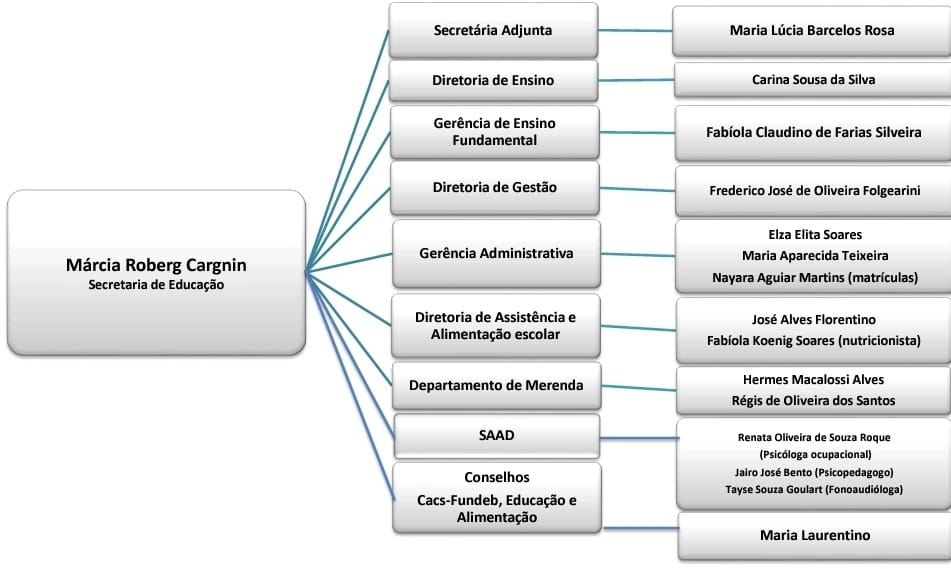 Márcia Roberg Cargnin
Secretaria de Educação
Secretária Adjunta
Maria Lúcia Barcelos Rosa
Diretoria de Ensino
Carina Sousa da Silva
Gerência de Ensino
Fundamental
Fabíola Claudino de Farias Silveira
Diretoria de Gestão
Frederico José de Oliveira Folgearini
Gerência Administrativa
Elza Elita Soares
Maria Aparecida Teixeira
Nayara Aguiar Martins (matrículas)
Diretoria de Assistência e
Alimentação escolar
José Alves Florentino
Fabíola Koenig Soares (nutricionista)
Departamento de Merenda
Hermes Macalossi Alves
Régis de Oliveira dos Santos
SAAD
Renata Oliveira de Souza Roque
(Psicóloga ocupacional)
Jairo José Bento (Psicopedagogo)
Tayse Souza Goulart (Fonoaudióloga)
Conselhos
Cacs-Fundeb, Educação e
Alimentação
Maria Laurentino